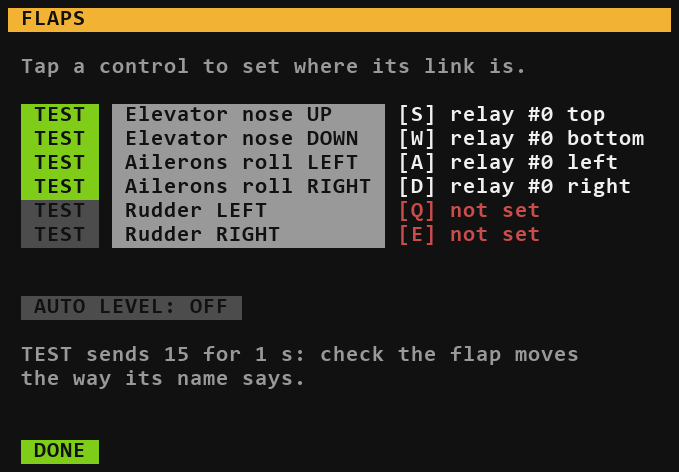 FLAPS
Tap a control to set where its link is.
TEST Elevator nose UP [S] relay #0 top
TEST Elevator nose DOWN [W] relay #0 bottom
TEST Ailerons roll LEFT [A] relay #0 left
TEST Ailerons roll RIGHT [D] relay #0 right
TEST Rudder LEFT [Q] not set
TEST Rudder RIGHT [E] not set
AUTO LEVEL: OFF
TEST sends 15 for 1 s: check the flap moves
the way its name says.
DONE